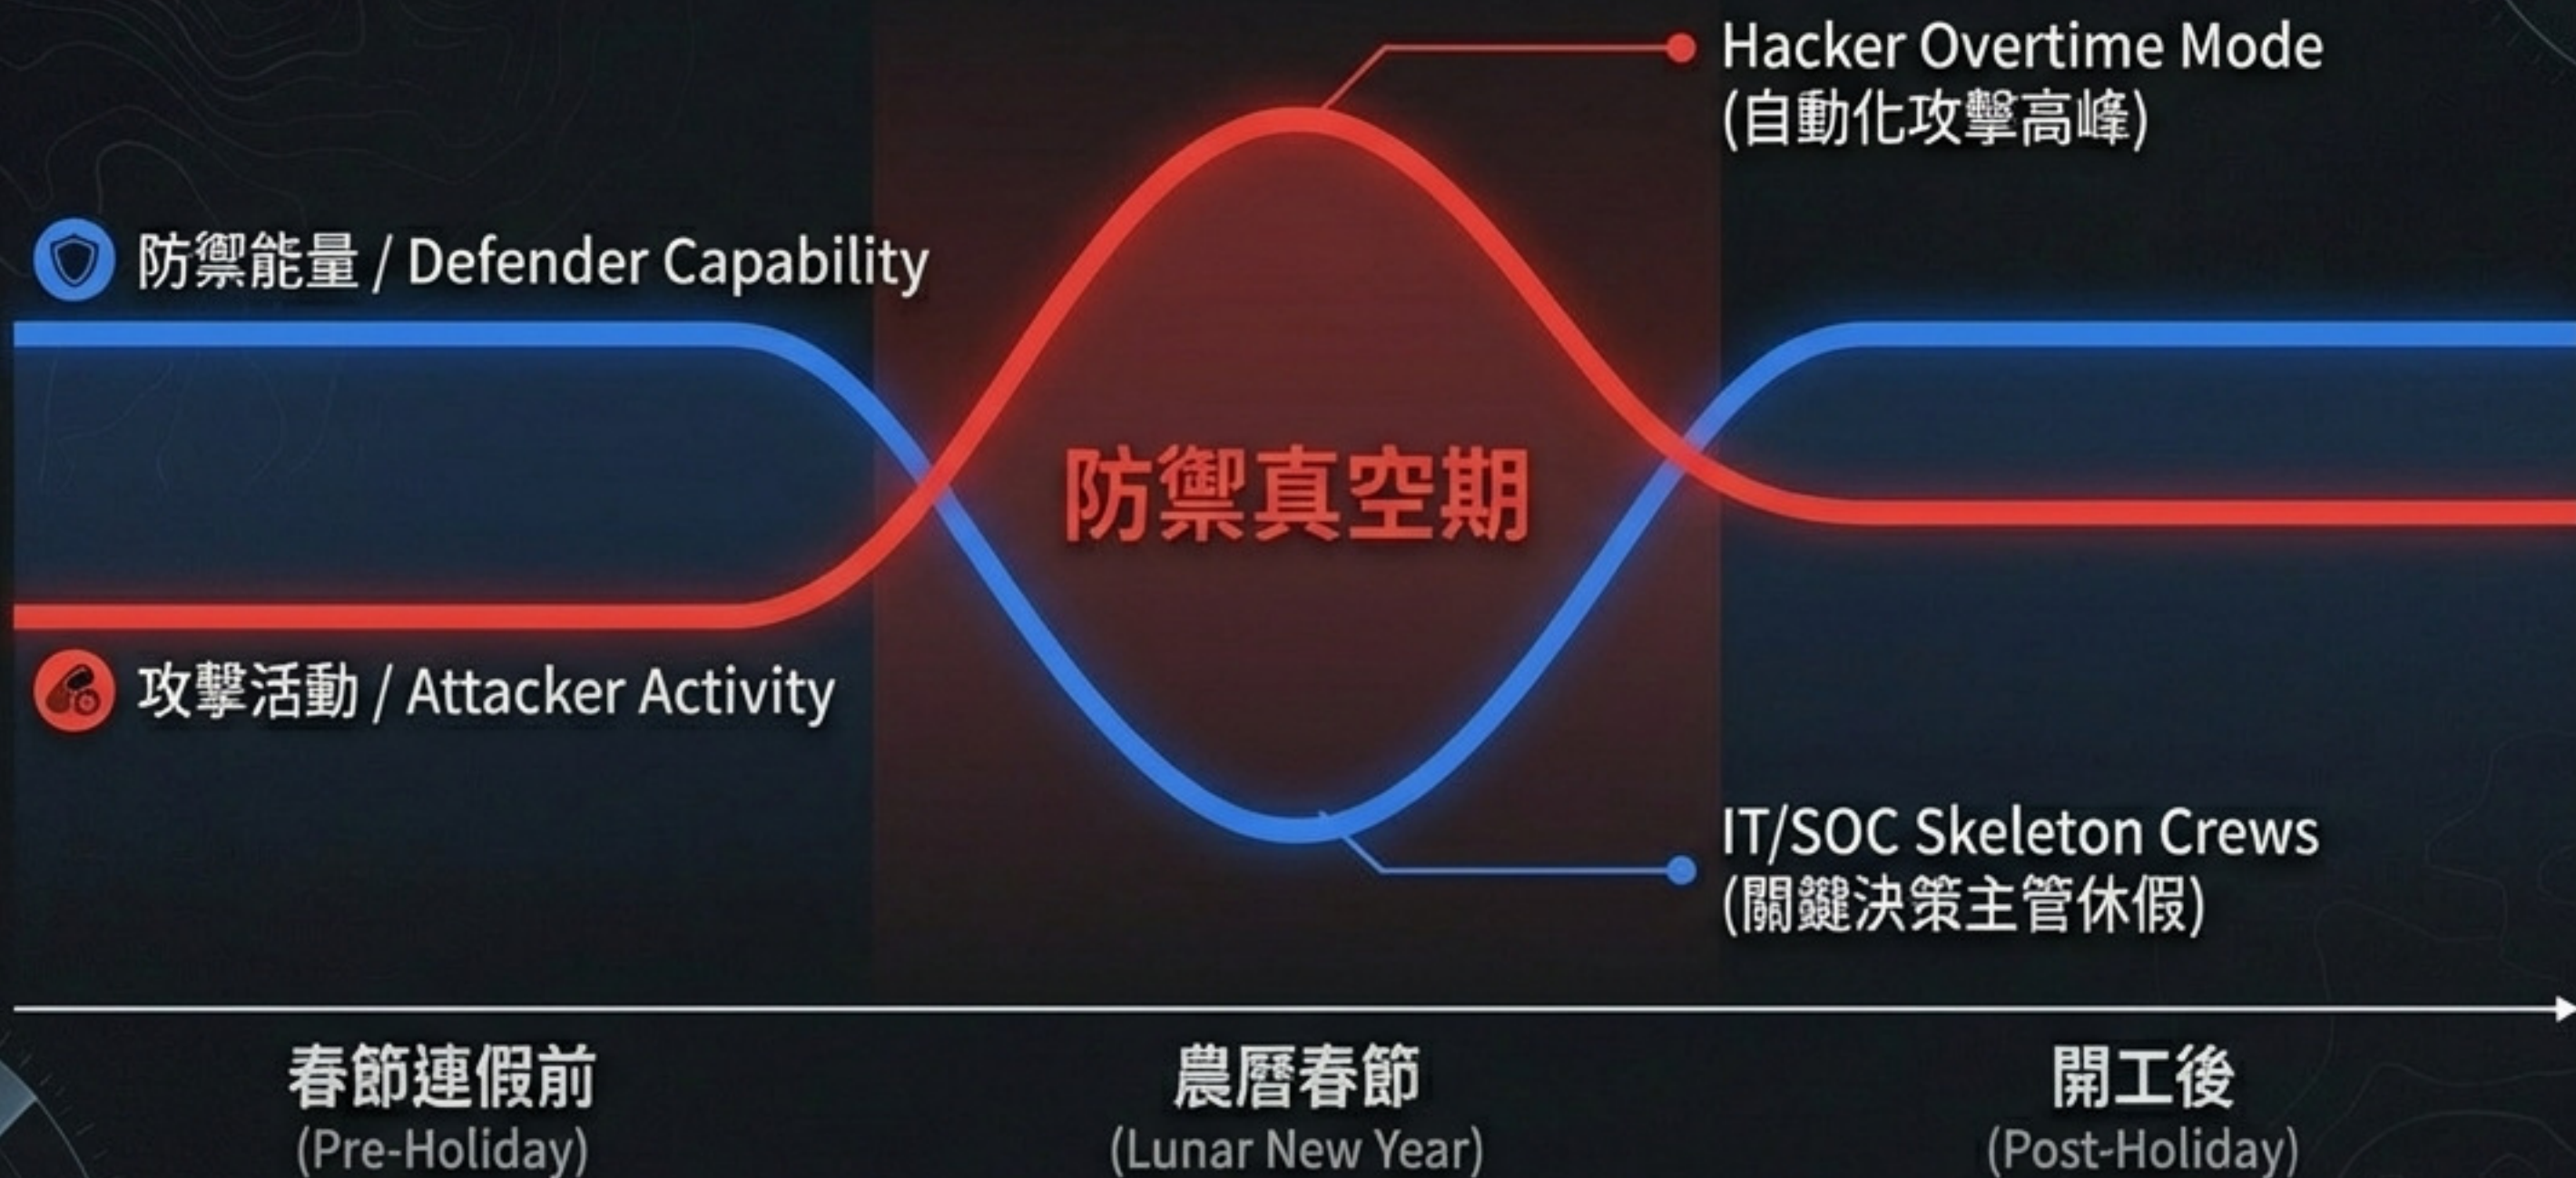 Hacker Overtime Mode
(自動化攻擊高峰)
防禦能量 / Defender Capability
防禦真空期
攻擊活動 / Attacker Activity
IT/SOC Skeleton Crews
(關鍵決策主管休假)
春節連假前
(Pre-Holiday)
農曆春節
(Lunar New Year)
開工後
(Post-Holiday)